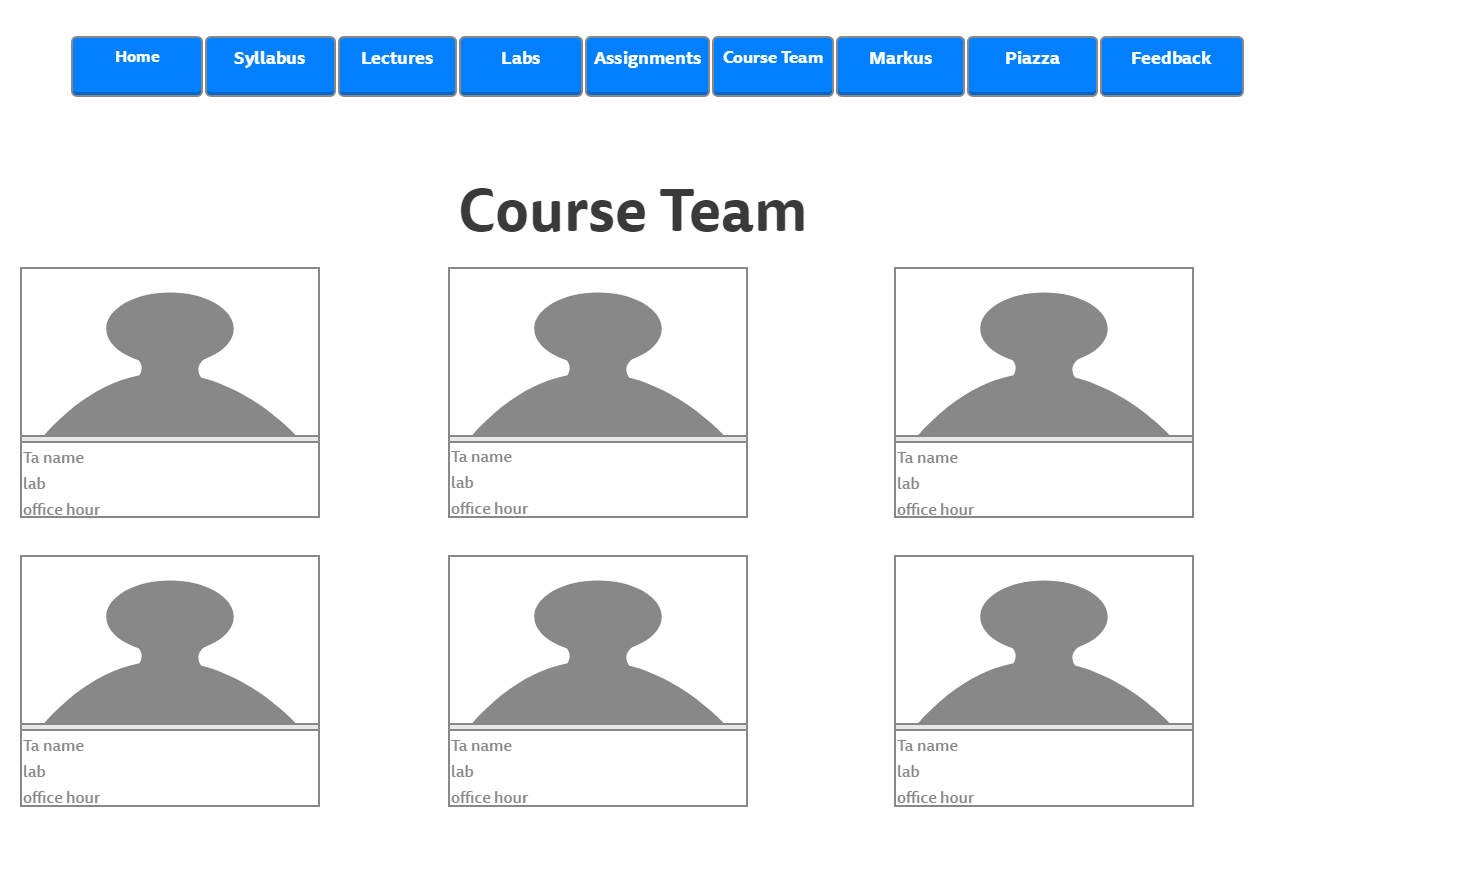 Home Syllabus Lectures Labs Assignments Course Team Markus Piazza Feedback
Course Team
Ta name
lab
office hour
Ta name
lab
office hour
Ta name
lab
office hour
Ta name
lab
office hour
Ta name
lab
office hour
Ta name
lab
office hour